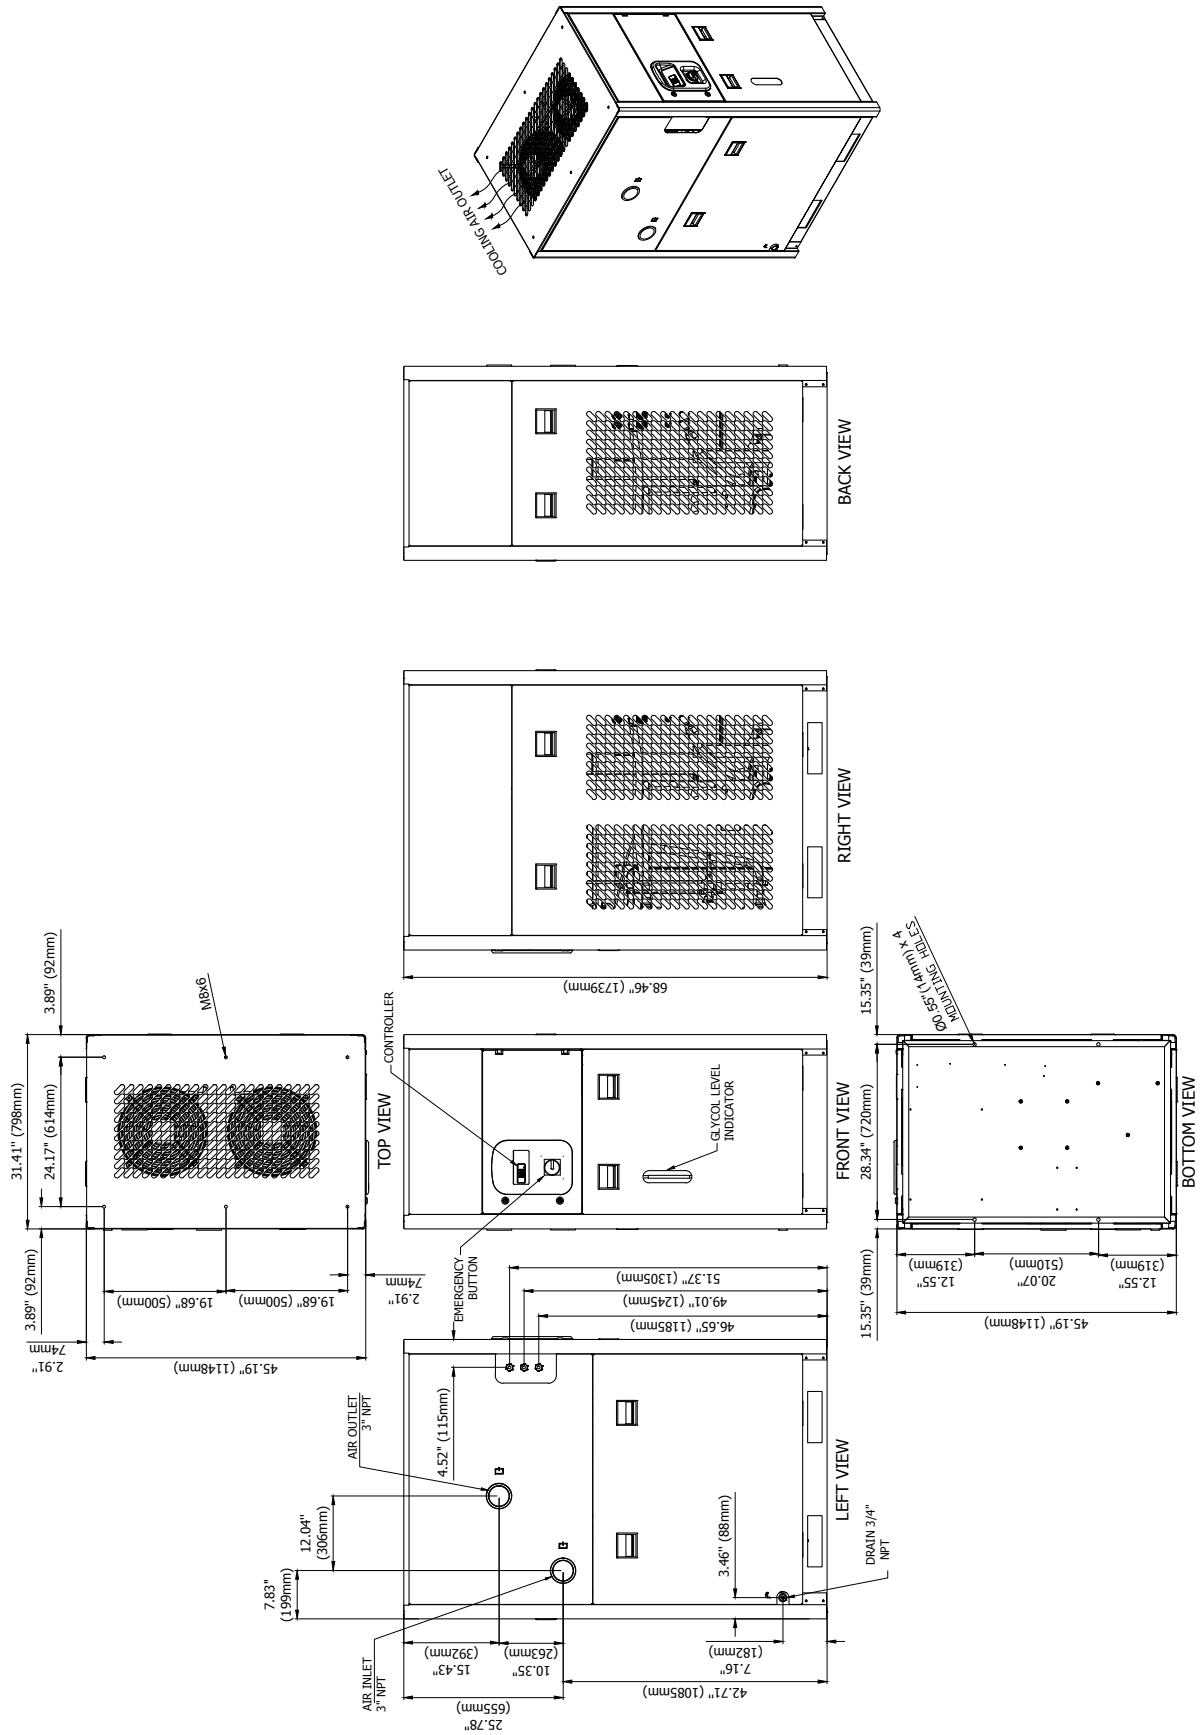 COOLING AIR OUTLET
BACK VIEW
RIGHT VIEW
68.46" (1739mm)
3.89" (92mm)
31.41" (798mm)
24.17" (614mm)
3.89" (92mm)
M8x6
TOP VIEW
19.68" (500mm)
19.68" (500mm)
2.91"
74mm
2.91"
74mm
45.19" (1148mm)
CONTROLLER
GLYCOL LEVEL
INDICATOR
EMERGENCY
BUTTON
FRONT VIEW
15.35" (39mm)
28.34" (720mm)
15.35" (39mm)
Ø0.55" (14mm) x 4
MOUNTING HOLES
12.55"
(319mm)
20.07"
(510mm)
12.55"
(319mm)
45.19" (1148mm)
BOTTOM VIEW
51.37" (1305mm)
49.01" (1245mm)
46.65" (1185mm)
4.52" (115mm)
AIR OUTLET
3" NPT
12.04"
(306mm)
7.83"
(199mm)
AIR INLET
3" NPT
15.43"
(392mm)
10.35"
(263mm)
25.78"
(655mm)
42.71" (1085mm)
7.16"
(182mm)
3.46" (88mm)
DRAIN 3/4"
NPT
LEFT VIEW